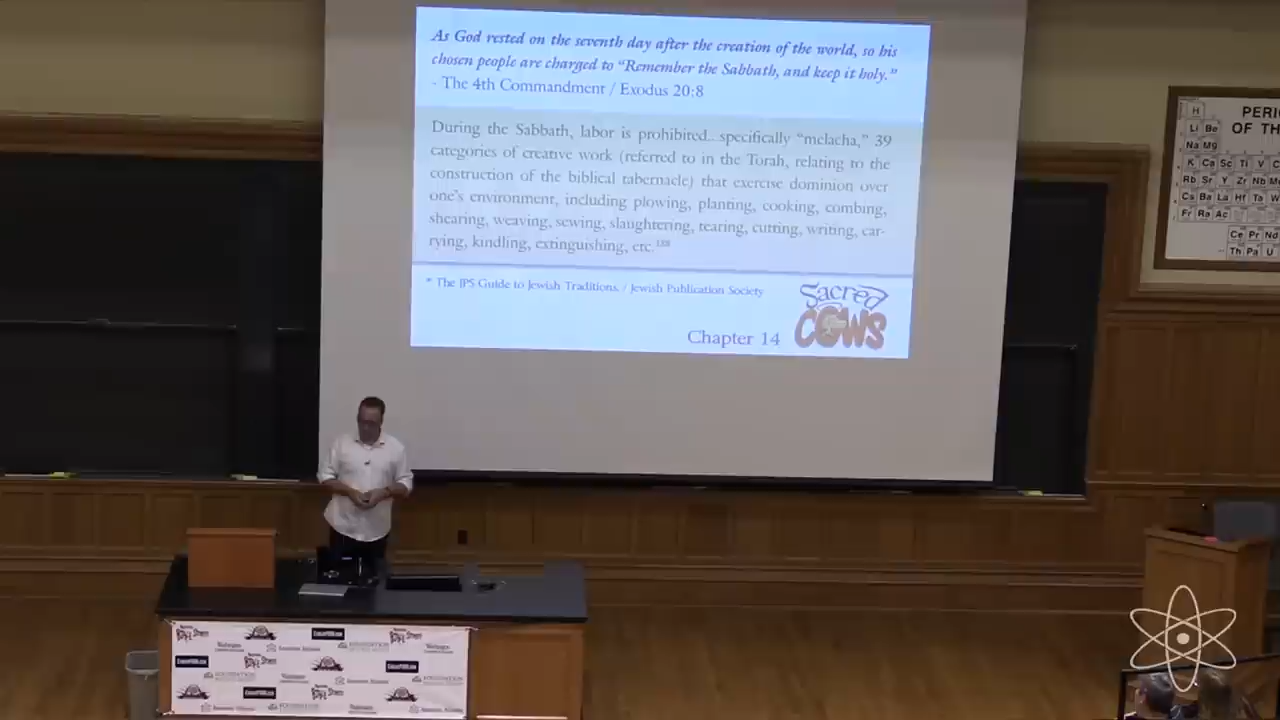 As God rested on the seventh day after the creation of the world, so his
chosen people are charged to “Remember the Sabbath, and keep it holy.”
- The 4th Commandment / Exodus 20:8
During the Sabbath, labor is prohibited...specifically “melacha,” 39
categories of creative work (referred to in the Torah, relating to the
construction of the biblical tabernacle) that exercise dominion over
one’s environment, including plowing, planting, cooking, combing,
shearing, weaving, sewing, slaughtering, tearing, cutting, writing, car-
rying, kindling, extinguishing, etc.
* The JPS Guide to Jewish Traditions / Jewish Publication Society
Sacred
COWS
Chapter 14
PERI
OF TH
H
Li Be
Na Mg
K Ca Sc Ti V C
Rb Sr Y Zr Nb M
Cs Ba La Hf Ta W
Fr Ra Ac
Ce Pr Nd
Th Pa U